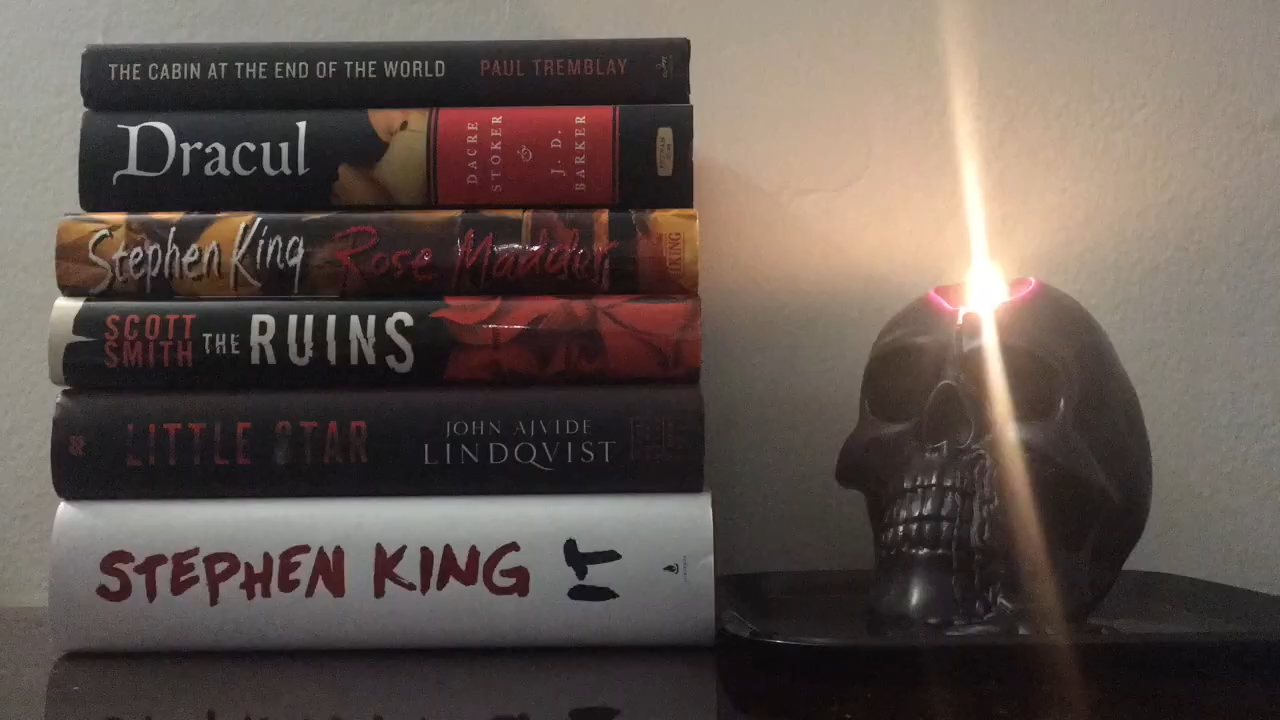 THE CABIN AT THE END OF THE WORLD PAUL TREMBLAY
Dracul DACRE STOKER & J. D. BARKER
Stephen King Rose Madder VIKING
SCOTT SMITH THE RUINS
LITTLE STAR JOHN AJVIDE LINDQVIST
STEPHEN KING IT